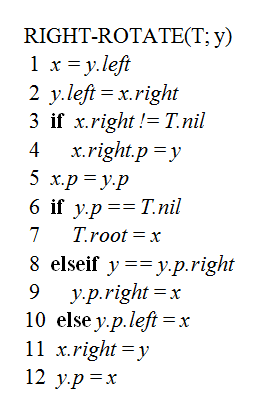 RIGHT-ROTATE(T; y)
1 x = y.left
2 y.left = x.right
3 if x.right != T.nil
4 x.right.p = y
5 x.p = y.p
6 if y.p == T.nil
7 T.root = x
8 elseif y == y.p.right
9 y.p.right = x
10 else y.p.left = x
11 x.right = y
12 y.p = x